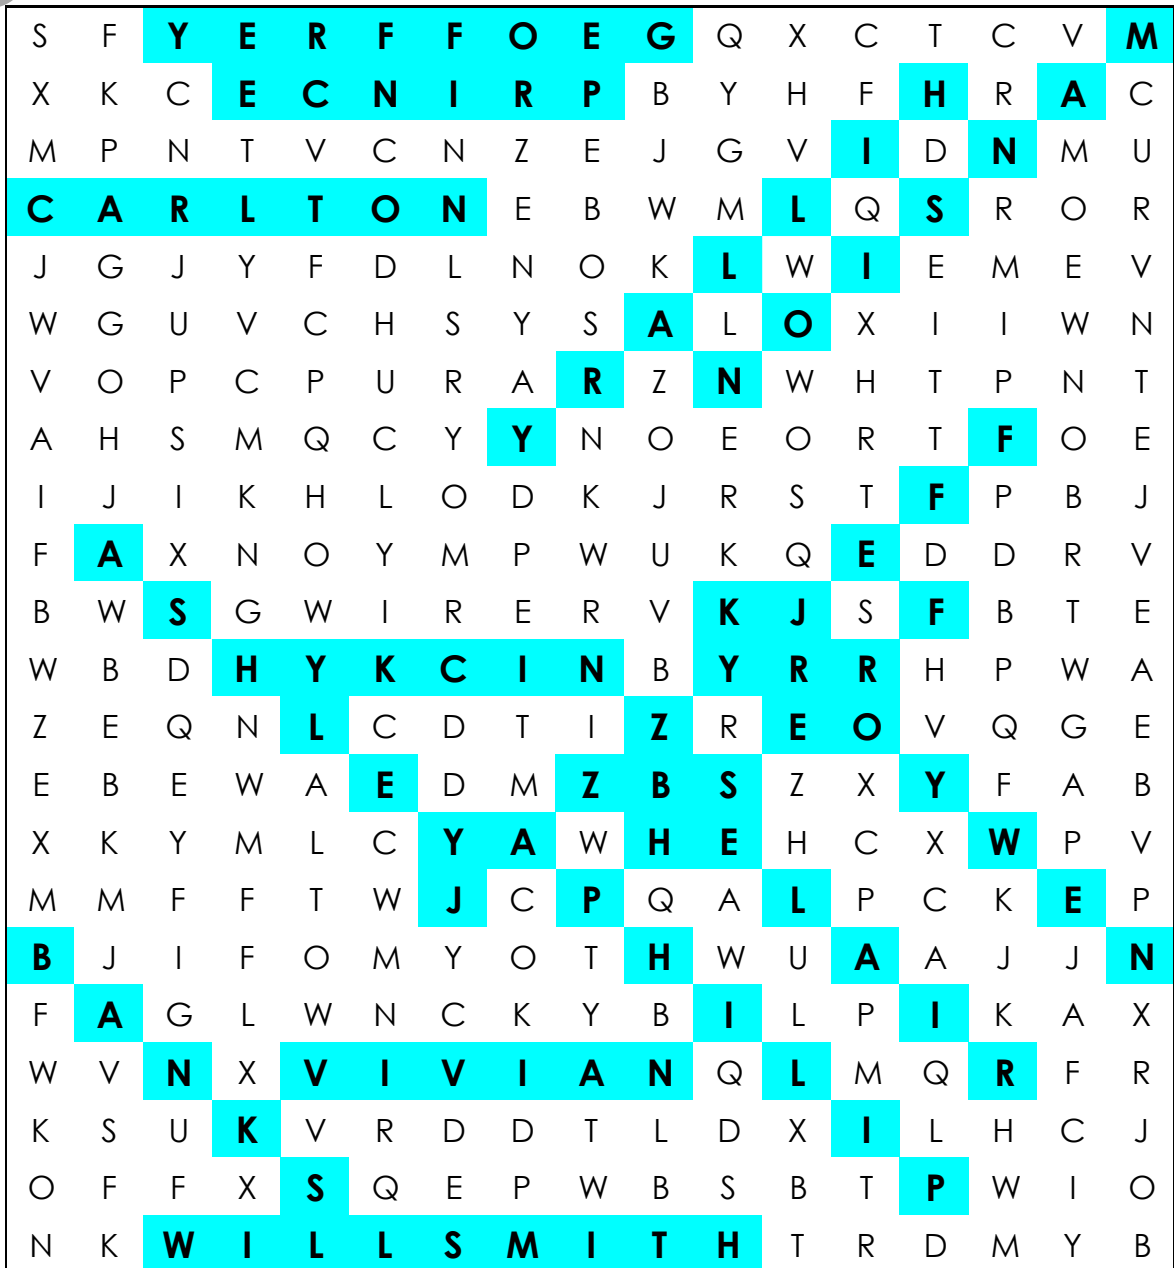 S F Y E R F F O E G Q X C T C V M
X K C E C N I R P B Y H F H R A C
M P N T V C N Z E J G V I D N M U
C A R L T O N E B W M L Q S R O R
J G J Y F D L N O K L W I E M E V
W G U V C H S Y S A L O X I I W N
V O P C P U R A R Z N W H T P N T
A H S M Q C Y Y N O E O R T F O E
I J I K H L O D K J R S T F P B J
F A X N O Y M P W U K Q E D D R V
B W S G W I R E R V K J S F B T E
W B D H Y K C I N B Y R R H P W A
Z E Q N L C D T I Z R E O V Q G E
E B E W A E D M Z B S Z X Y F A B
X K Y M L C Y A W H E H C X W P V
M M F F T W J C P Q A L P C K E P
B J I F O M Y O T H W U A A J J N
F A G L W N C K Y B I L P I K A X
W V N X V I V I A N Q L M Q R F R
K S U K V R D D T L D X I L H C J
O F F X S Q E P W B S B T P W I O
N K W I L L S M I T H T R D M Y B